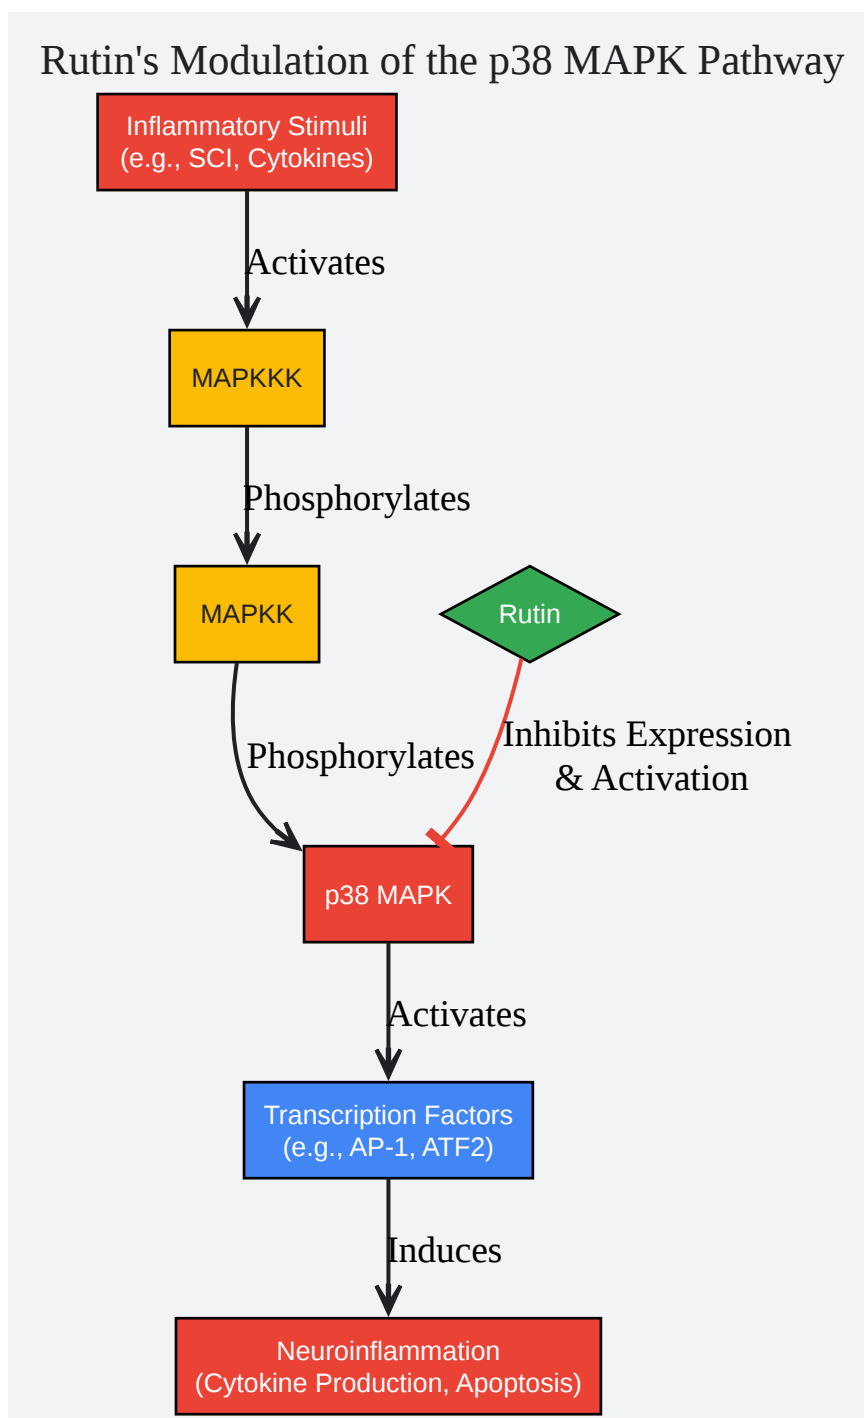 Rutin's Modulation of the p38 MAPK Pathway
Inflammatory Stimuli
(e.g., SCI, Cytokines)
Activates
MAPKKK
Phosphorylates
MAPKK
Rutin
Inhibits Expression
& Activation
Phosphorylates
p38 MAPK
Activates
Transcription Factors
(e.g., AP-1, ATF2)
Induces
Neuroinflammation
(Cytokine Production, Apoptosis)